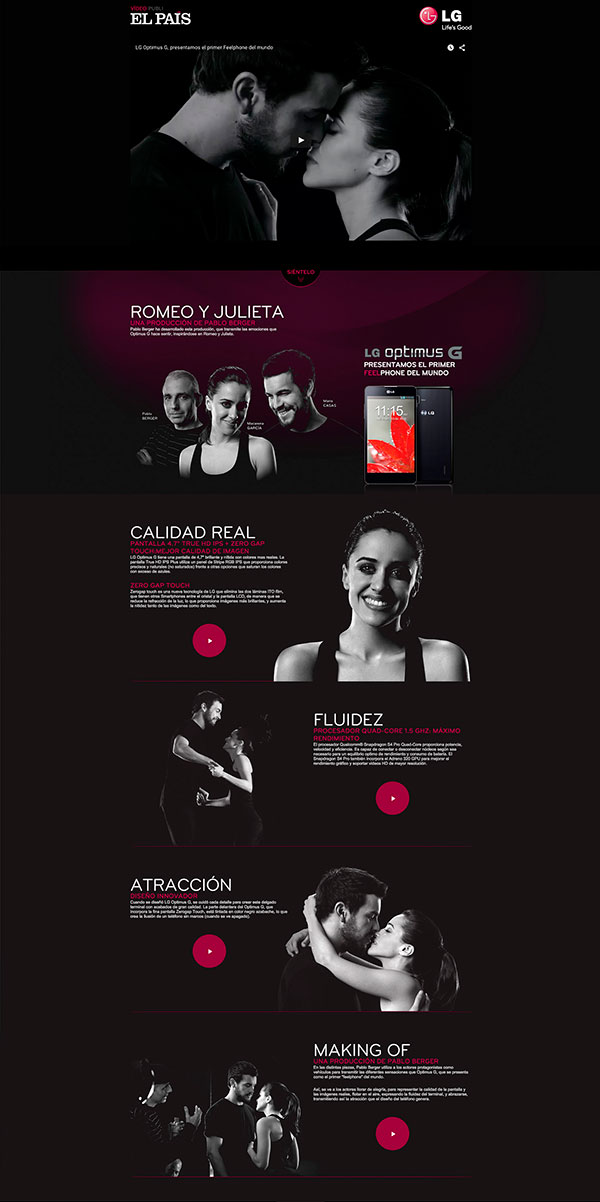 VÍDEO PUBLI
EL PAÍS
LG
Life's Good
LG Optimus G, presentamos el primer Feelphone del mundo
SIÉNTELO
ROMEO Y JULIETA
UNA PRODUCCIÓN DE PABLO BERGER
Pablo Berger ha desarrollado esta producción, que transmite las emociones que
Optimus G hace sentir, inspirándose en Romeo y Julieta.
LG optimus G
PRESENTAMOS EL PRIMER
FEELPHONE DEL MUNDO
Pablo
BERGER
Macarena
GARCÍA
Mario
CASAS
LG
11:15
LG
CALIDAD REAL
PANTALLA 4,7" TRUE HD IPS + ZERO GAP
TOUCH:MEJOR CALIDAD DE IMAGEN
LG Optimus G tiene una pantalla de 4,7" brillante y nítida con colores mas reales. La
pantalla True HD IPS Plus utiliza un panel de Stripe RGB IPS que proporciona colores
precisos y naturales (no saturados) frente a otras opciones que saturan los colores
con exceso de azules.
ZERO GAP TOUCH
Zerogap touch es una nueva tecnología de LG que elimina las dos láminas ITO film,
que tienen otros Smartphones entre el cristal y la pantalla LCD, de manera que se
reduce la refracción de la luz, lo que proporciona imágenes más brillantes, y aumenta
la nitidez tanto de las imágenes como del texto.
FLUIDEZ
PROCESADOR QUAD-CORE 1,5 GHZ: MÁXIMO
RENDIMIENTO
El procesador Qualcomm® Snapdragon S4 Pro Quad-Core proporciona potencia,
velocidad y eficiencia. Es capaz de conectar o desconectar núcleos según sea
necesario para un equilibrio optimo de rendimiento y consumo de batería. El
Snapdragon S4 Pro también incorpora el Adreno 320 GPU para mejorar el
rendimiento gráfico y soportar vídeos HD de mayor resolución.
ATRACCIÓN
DISEÑO INNOVADOR
Cuando se diseñó LG Optimus G, se cuidó cada detalle para crear este delgado
terminal con acabados de gran calidad. La parte delantera del Optimus G, que
incorpora la fina pantalla Zerogap Touch, está tintada en color negro azabache, lo que
crea la ilusión de un teléfono sin marcos (cuando se ve apagado).
MAKING OF
UNA PRODUCCIÓN DE PABLO BERGER
En las distintas piezas, Pablo Berger utiliza a los actores protagonistas como
vehículos para transmitir las diferentes sensaciones que Optimus G, que se presenta
como el primer "feelphone" del mundo.
Así, se ve a los actores llorar de alegría, para representar la calidad de la pantalla y
las imágenes reales, flotar en el aire, expresando la fluidez del terminal, y abrazarse,
transmitiendo así la atracción que el diseño del teléfono genera.